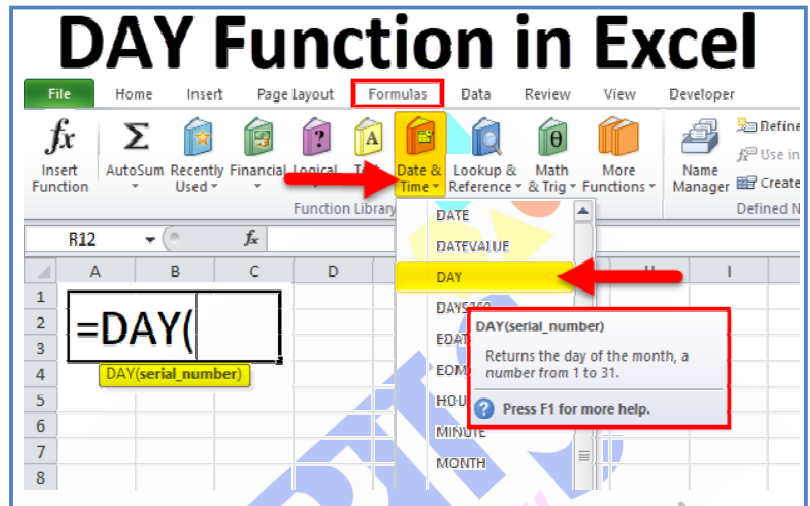 DAY Function in Excel
File Home Insert Page Layout Formulas Data Review View Developer
fx Σ ? A θ
Insert Function
AutoSum
Recently Used
Financial
Logical
Date & Time
Lookup & Reference
Math & Trig
More Functions
Name Manager
Define
Use in
Create
Function Library
Defined N
R12 fx
A B C D I
1
2
3
4
5
6
7
8
=DAY(
DAY(serial_number)
DATE
DATEVALUE
DAY
DAYS360
MINUTE
MONTH
DAY(serial_number)
Returns the day of the month, a
number from 1 to 31.
? Press F1 for more help.